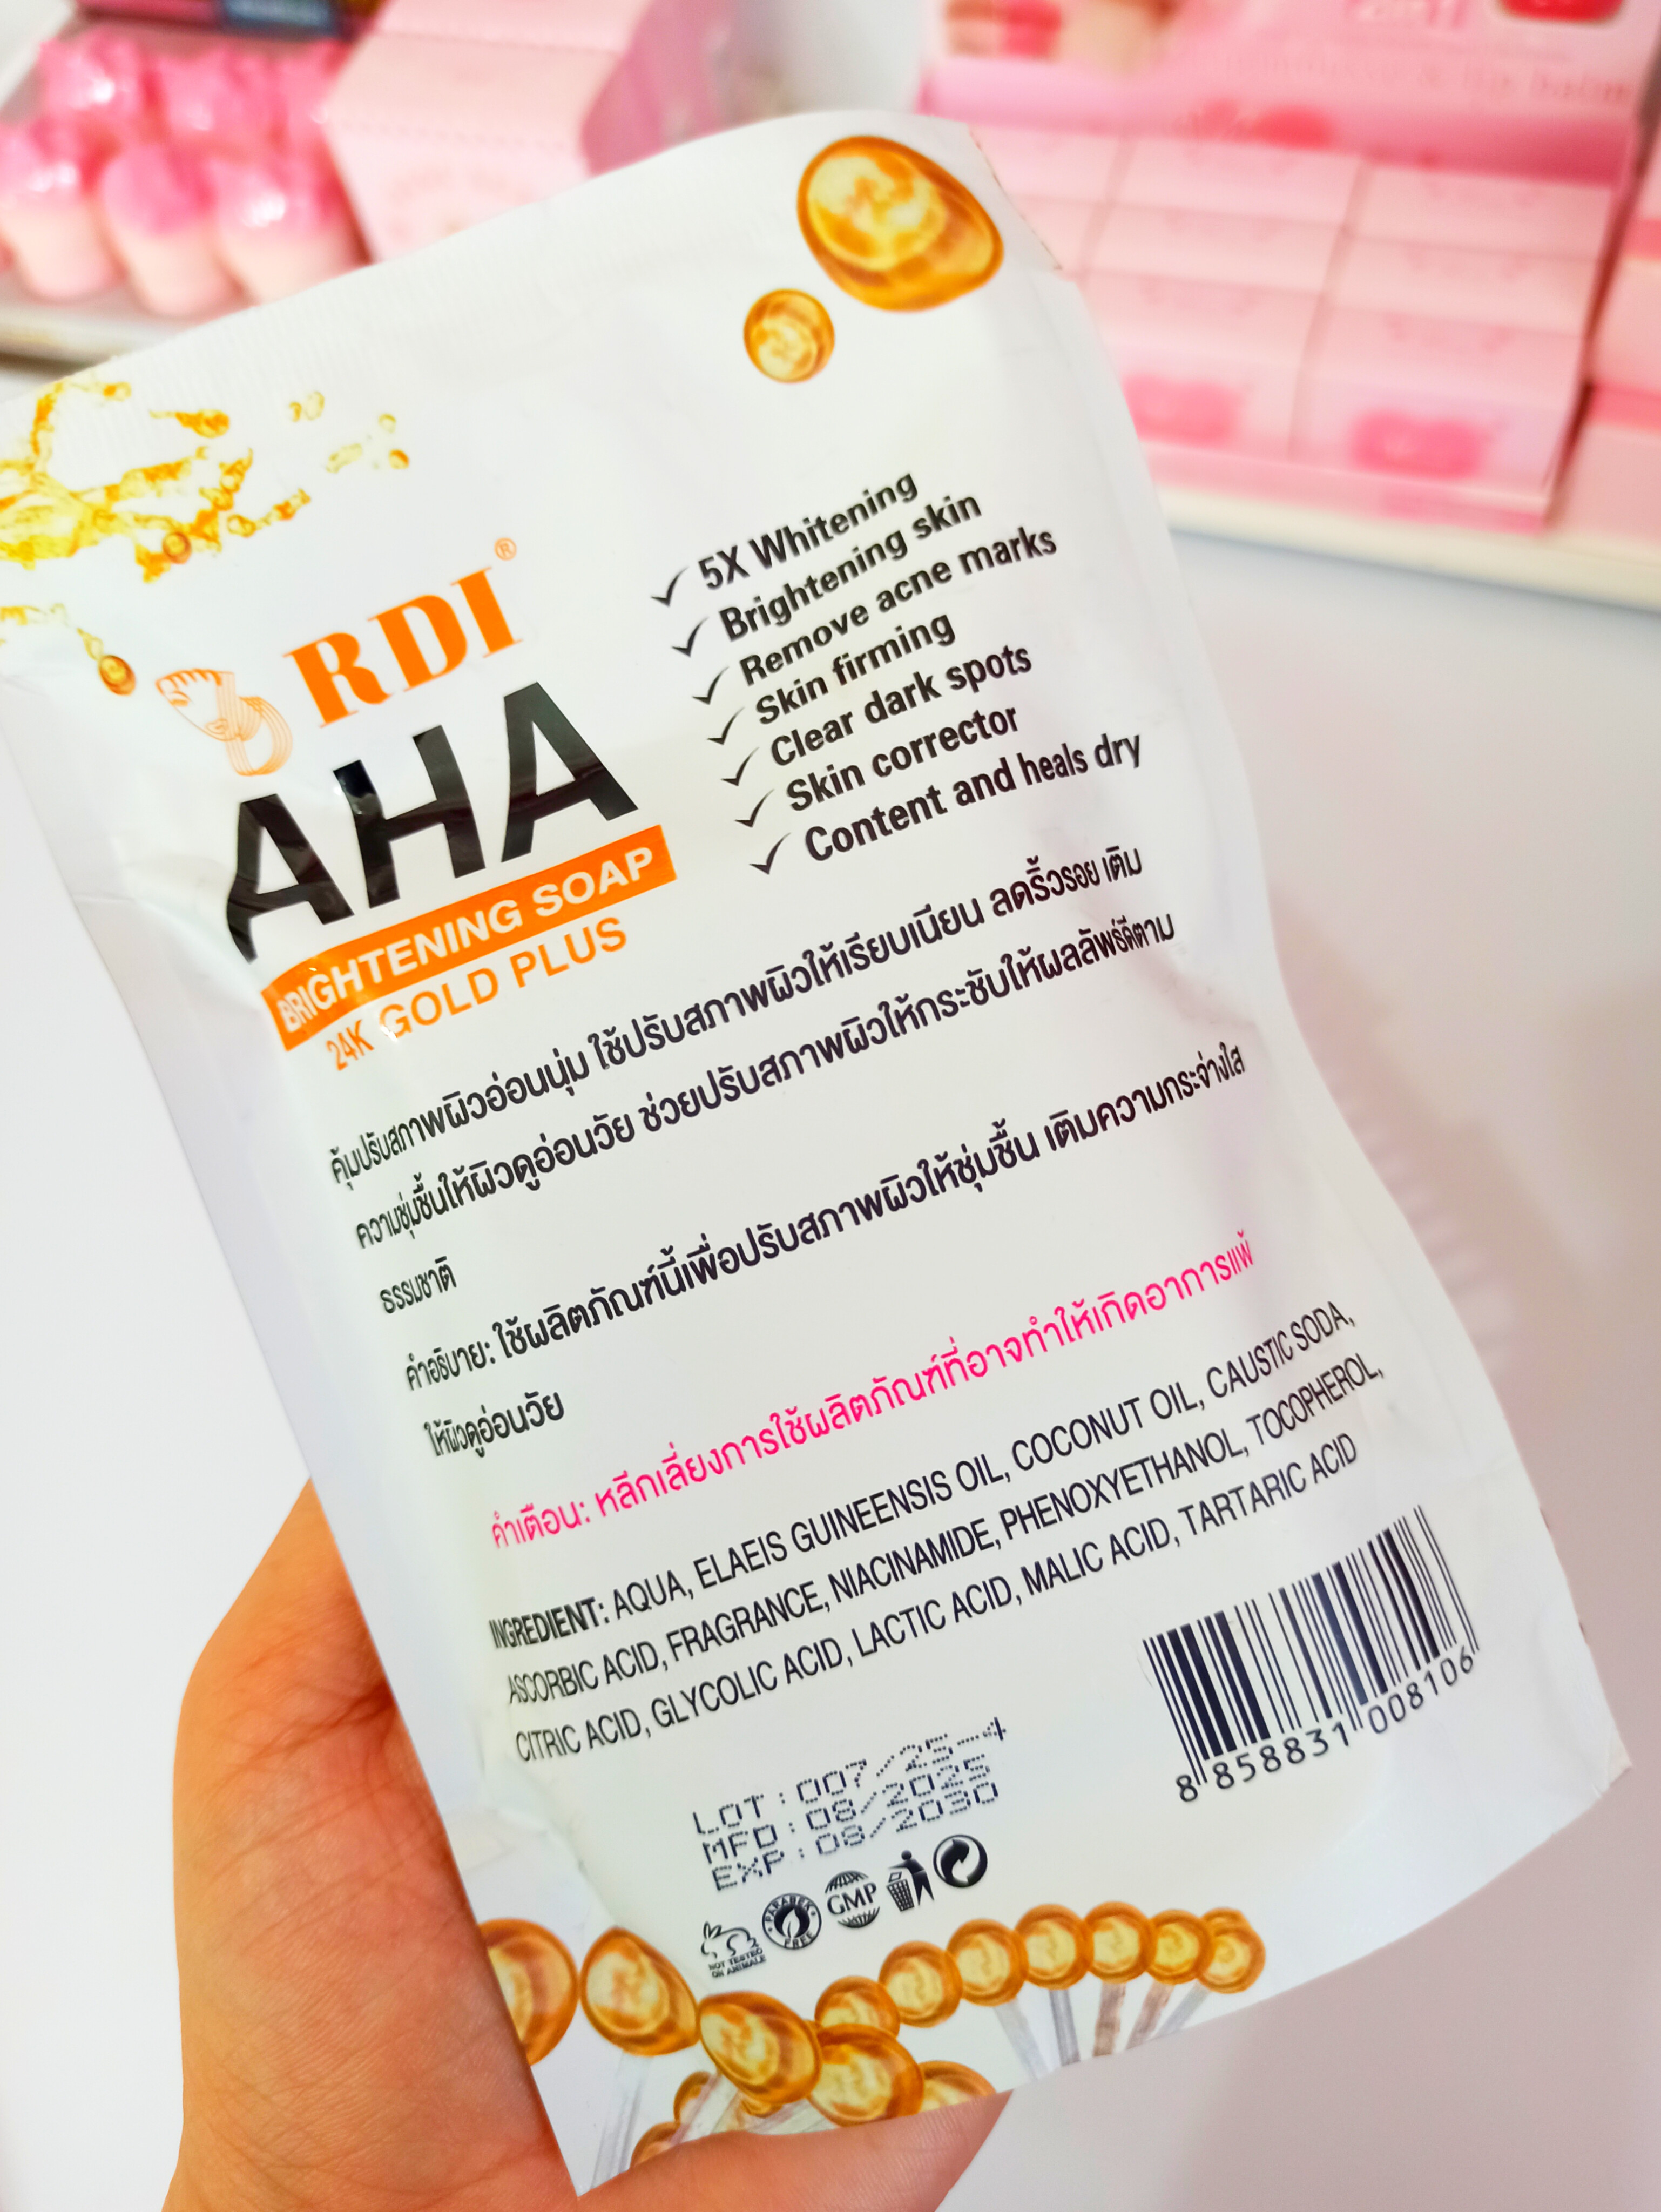 RDI®
AHA
BRIGHTENING SOAP
24K GOLD PLUS
✓ 5X Whitening
✓ Brightening skin
✓ Remove acne marks
✓ Skin firming
✓ Clear dark spots
✓ Skin corrector
✓ Content and heals dry
คุ้มปรับสภาพผิวอ่อนนุ่ม ใช้ปรับสภาพผิวให้เรียบเนียน ลดริ้วรอย เติม
ความชุ่มชื้นให้ผิวดูอ่อนวัย ช่วยปรับสภาพผิวให้กระชับให้ผลลัพธ์ดีตาม
ธรรมชาติ
คำอธิบาย: ใช้ผลิตภัณฑ์นี้เพื่อปรับสภาพผิวให้ชุ่มชื้น เติมความกระจ่างใส
ให้ผิวดูอ่อนวัย
คำเตือน: หลีกเลี่ยงการใช้ผลิตภัณฑ์ที่อาจทำให้เกิดอาการแพ้
INGREDIENT: AQUA, ELAEIS GUINEENSIS OIL, COCONUT OIL, CAUSTIC SODA,
ASCORBIC ACID, FRAGRANCE, NIACINAMIDE, PHENOXYETHANOL, TOCOPHEROL,
CITRIC ACID, GLYCOLIC ACID, LACTIC ACID, MALIC ACID, TARTARIC ACID
LOT : 007/25-4
MFD : 08/2025
EXP : 08/2030
8 858831 008106
NOT TESTED
ON ANIMALS
PARABEN
FREE
GMP